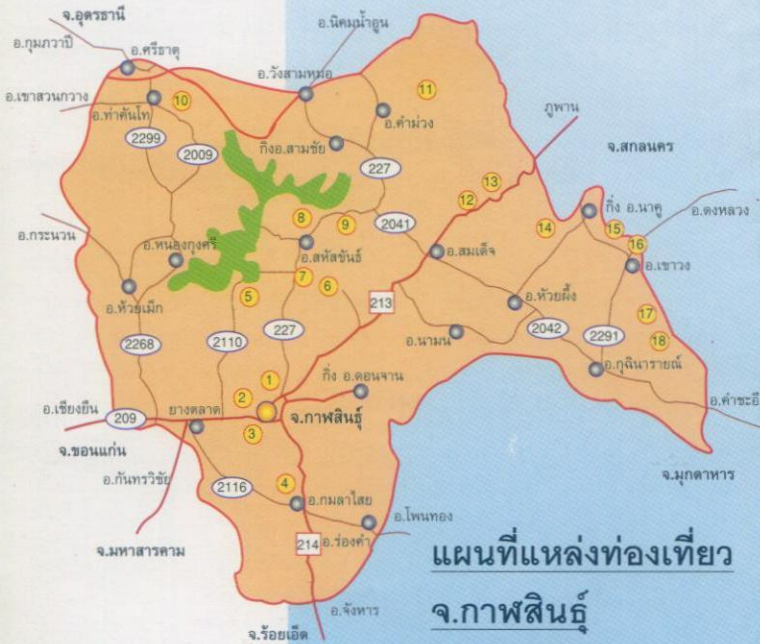 จ.อุดรธานี
อ.นิคมน้ำอูน
อ.กุมภวาปี
อ.ศรีธาตุ
อ.วังสามหมอ
อ.เขาสวนกวาง
อ.ท่าคันโท
10
11
อ.คำม่วง
ภูพาน
2299
2009
กิ่งอ.สามชัย
227
จ.สกลนคร
12
13
8
9
2041
14
กิ่ง อ.นาคู
15
อ.ดงหลวง
16
อ.กระนวน
อ.หนองกุงศรี
อ.สหัสขันธ์
อ.สมเด็จ
อ.เขาวง
5
7
6
213
อ.ห้วยเม็ก
อ.ห้วยผึ้ง
17
2268
2110
227
อ.นามน
2042
2291
18
1
2
กิ่ง อ.ดอนจาน
อ.กุฉินารายณ์
อ.เชียงยืน
209
ยางตลาด
จ.กาฬสินธุ์
อ.คำชะอี
3
จ.ขอนแก่น
อ.กันทรวิชัย
2116
4
อ.กมลาไสย
จ.มุกดาหาร
อ.โพนทอง
จ.มหาสารคาม
214
อ.ร่องคำ
แผนที่แหล่งท่องเที่ยว
จ.กาฬสินธุ์
อ.จังหาร
จ.ร้อยเอ็ด